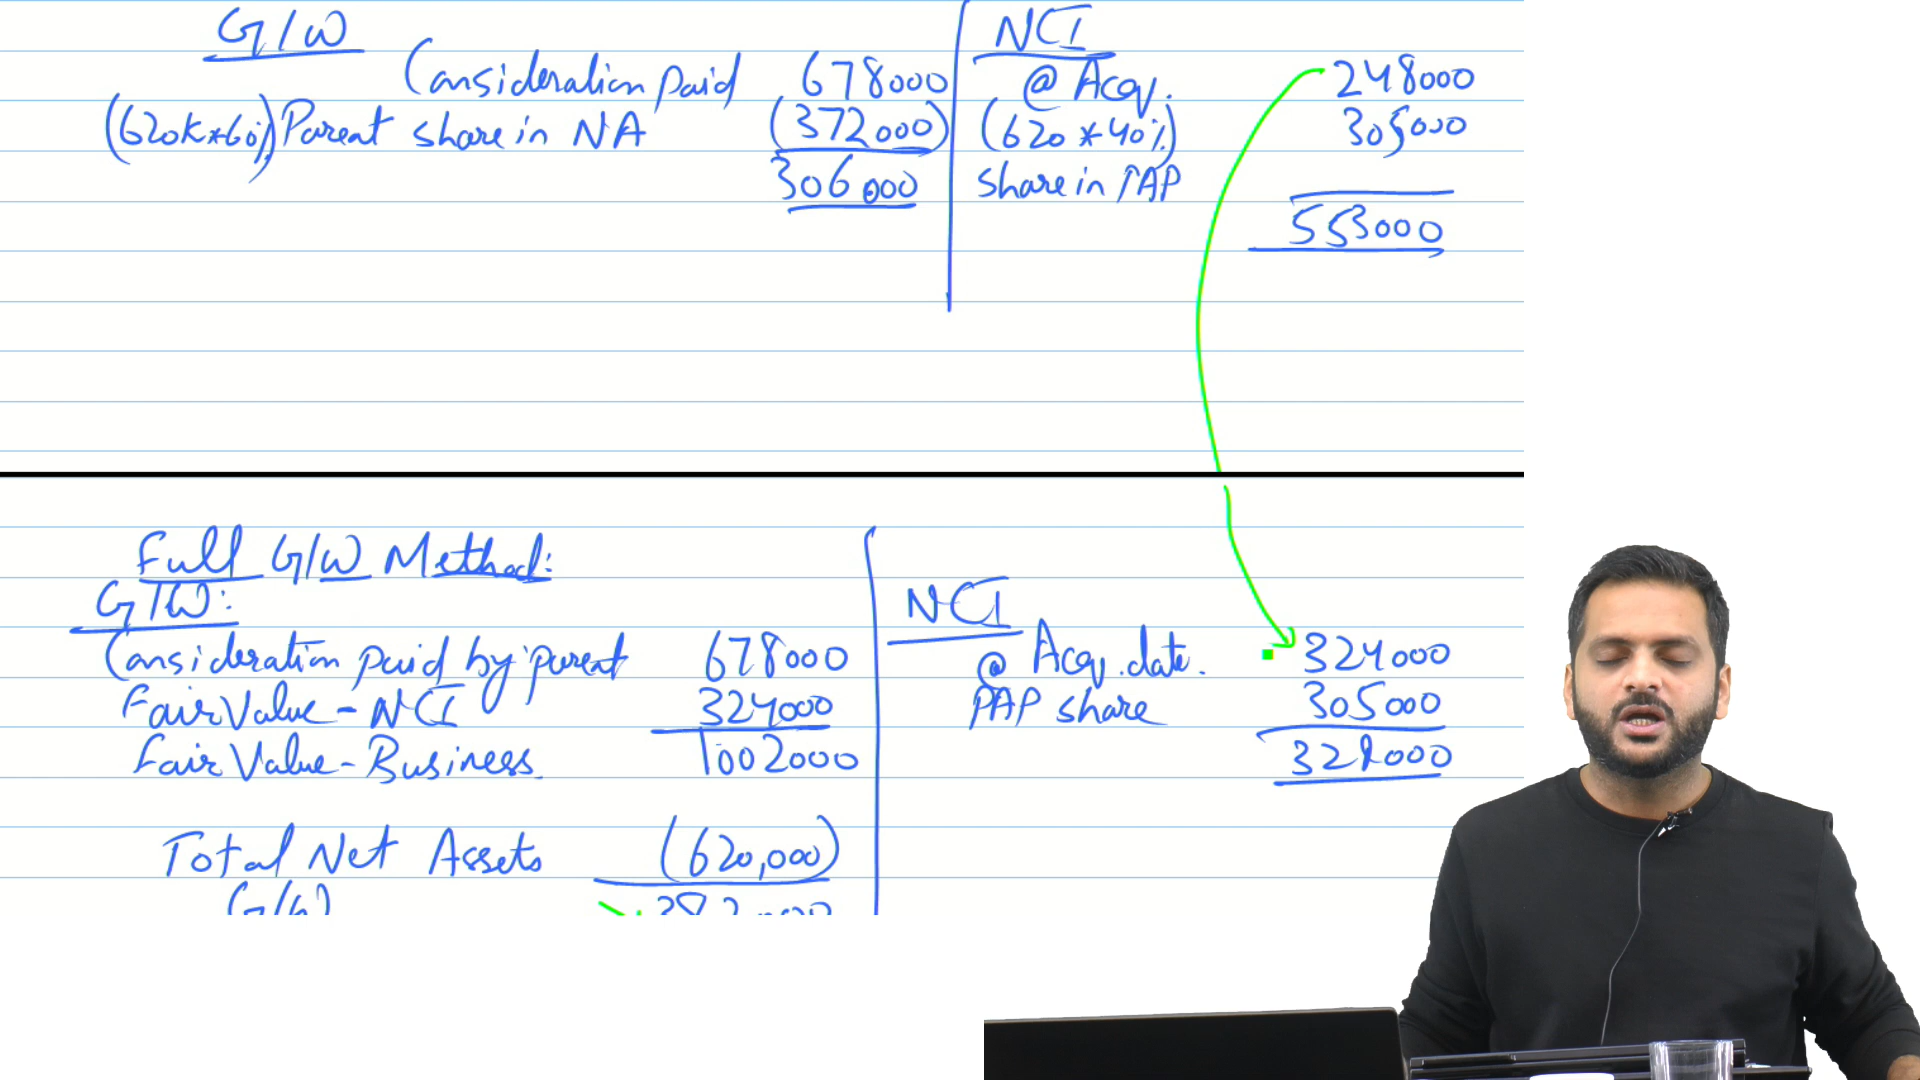 G/W
Consideration paid 678000
(620K*60%) Parent share in NA (372000)
306000
NCI
@ Acq. 248000
(620*40%) 305000
share in PAP
553000
Full G/W Method:
G/W:
Consideration paid by parent 678000
Fair Value - NCI 324000
Fair Value - Business. 1002000
Total Net Assets (620,000)
G/W 382,000
NCI
@ Acq. date. 324000
PAP share 305000